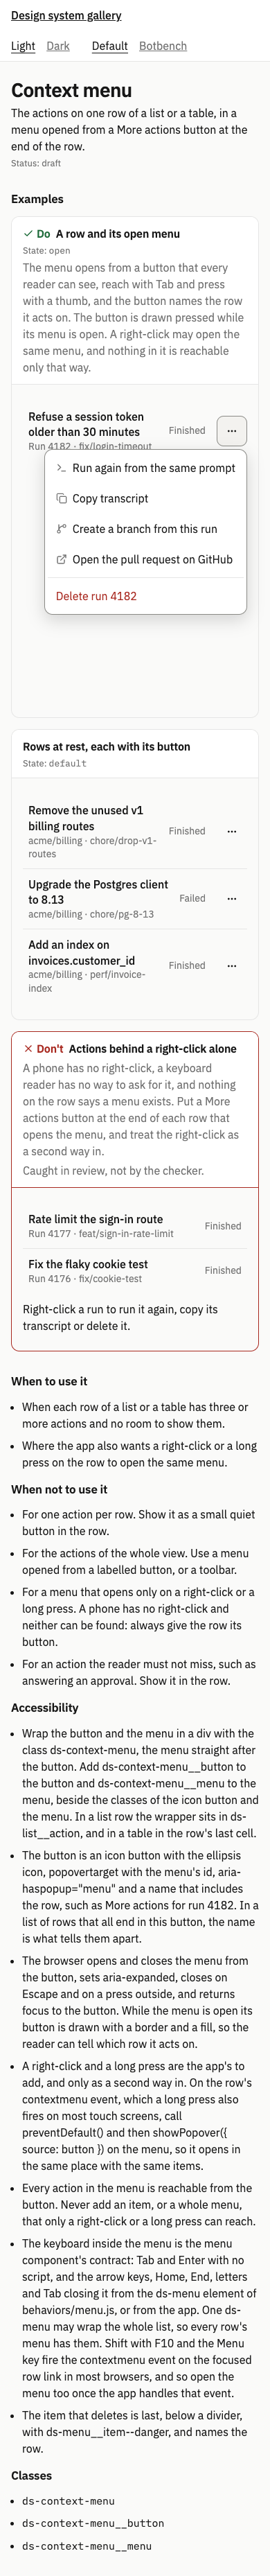 Design system gallery
Light Dark Default Botbench
Context menu
The actions on one row of a list or a table, in a
menu opened from a More actions button at the
end of the row.
Status: draft
Examples
Do A row and its open menu
State: open
The menu opens from a button that every
reader can see, reach with Tab and press
with a thumb, and the button names the row
it acts on. The button is drawn pressed while
its menu is open. A right-click may open the
same menu, and nothing in it is reachable
only that way.
Refuse a session token
older than 30 minutes
Finished
Run 4182 · fix/login-timeout
Run again from the same prompt
Copy transcript
Create a branch from this run
Open the pull request on GitHub
Delete run 4182
Rows at rest, each with its button
State: default
Remove the unused v1
billing routes
acme/billing · chore/drop-v1-
routes
Finished
Upgrade the Postgres client
to 8.13
acme/billing · chore/pg-8-13
Failed
Add an index on
invoices.customer_id
acme/billing · perf/invoice-
index
Finished
Don't Actions behind a right-click alone
A phone has no right-click, a keyboard
reader has no way to ask for it, and nothing
on the row says a menu exists. Put a More
actions button at the end of each row that
opens the menu, and treat the right-click as
a second way in.
Caught in review, not by the checker.
Rate limit the sign-in route
Run 4177 · feat/sign-in-rate-limit
Finished
Fix the flaky cookie test
Run 4176 · fix/cookie-test
Finished
Right-click a run to run it again, copy its
transcript or delete it.
When to use it
• When each row of a list or a table has three or
more actions and no room to show them.
• Where the app also wants a right-click or a long
press on the row to open the same menu.
When not to use it
• For one action per row. Show it as a small quiet
button in the row.
• For the actions of the whole view. Use a menu
opened from a labelled button, or a toolbar.
• For a menu that opens only on a right-click or a
long press. A phone has no right-click and
neither can be found: always give the row its
button.
• For an action the reader must not miss, such as
answering an approval. Show it in the row.
Accessibility
• Wrap the button and the menu in a div with the
class ds-context-menu, the menu straight after
the button. Add ds-context-menu__button to
the button and ds-context-menu__menu to the
menu, beside the classes of the icon button and
the menu. In a list row the wrapper sits in ds-
list__action, and in a table in the row's last cell.
• The button is an icon button with the ellipsis
icon, popovertarget with the menu's id, aria-
haspopup="menu" and a name that includes
the row, such as More actions for run 4182. In a
list of rows that all end in this button, the name
is what tells them apart.
• The browser opens and closes the menu from
the button, sets aria-expanded, closes on
Escape and on a press outside, and returns
focus to the button. While the menu is open its
button is drawn with a border and a fill, so the
reader can tell which row it acts on.
• A right-click and a long press are the app's to
add, and only as a second way in. On the row's
contextmenu event, which a long press also
fires on most touch screens, call
preventDefault() and then showPopover({
source: button }) on the menu, so it opens in
the same place with the same items.
• Every action in the menu is reachable from the
button. Never add an item, or a whole menu,
that only a right-click or a long press can reach.
• The keyboard inside the menu is the menu
component's contract: Tab and Enter with no
script, and the arrow keys, Home, End, letters
and Tab closing it from the ds-menu element of
behaviors/menu.js, or from the app. One ds-
menu may wrap the whole list, so every row's
menu has them. Shift with F10 and the Menu
key fire the contextmenu event on the focused
row link in most browsers, and so open the
menu too once the app handles that event.
• The item that deletes is last, below a divider,
with ds-menu__item--danger, and names the
row.
Classes
• ds-context-menu
• ds-context-menu__button
• ds-context-menu__menu